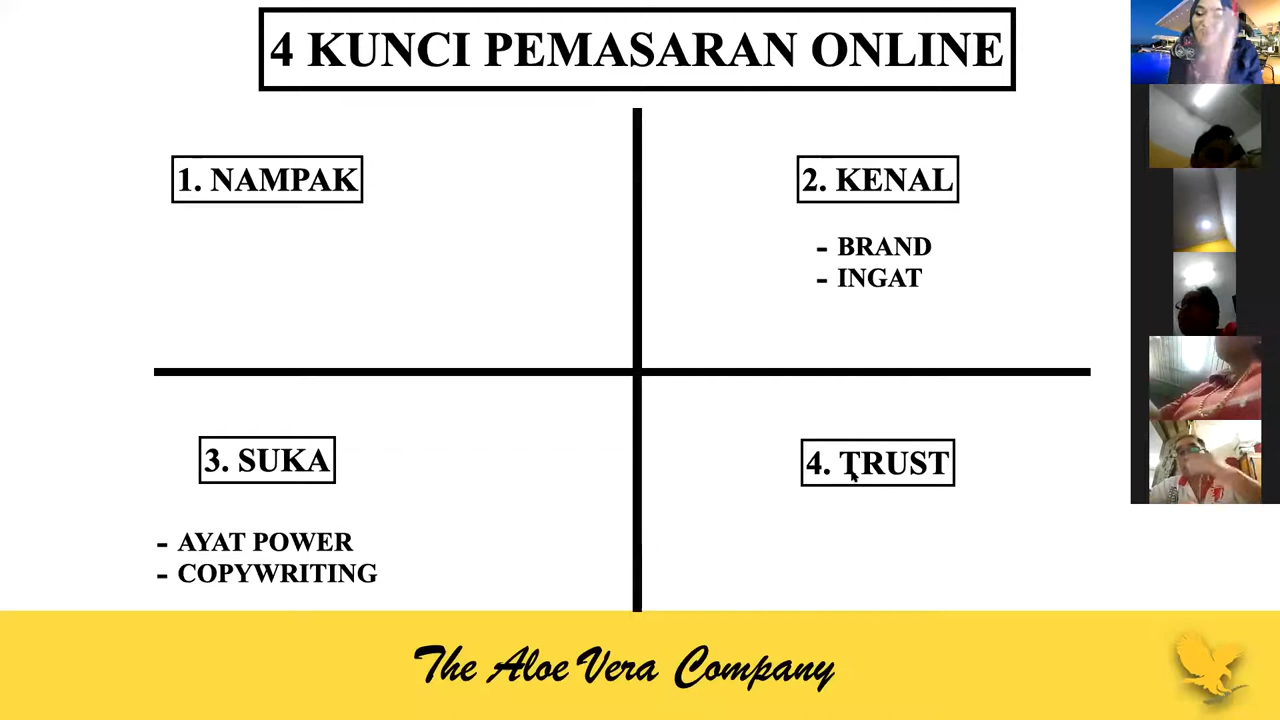 4 KUNCI PEMASARAN ONLINE
1. NAMPAK
2. KENAL
- BRAND
- INGAT
3. SUKA
- AYAT POWER
- COPYWRITING
4. TRUST
The Aloe Vera Company